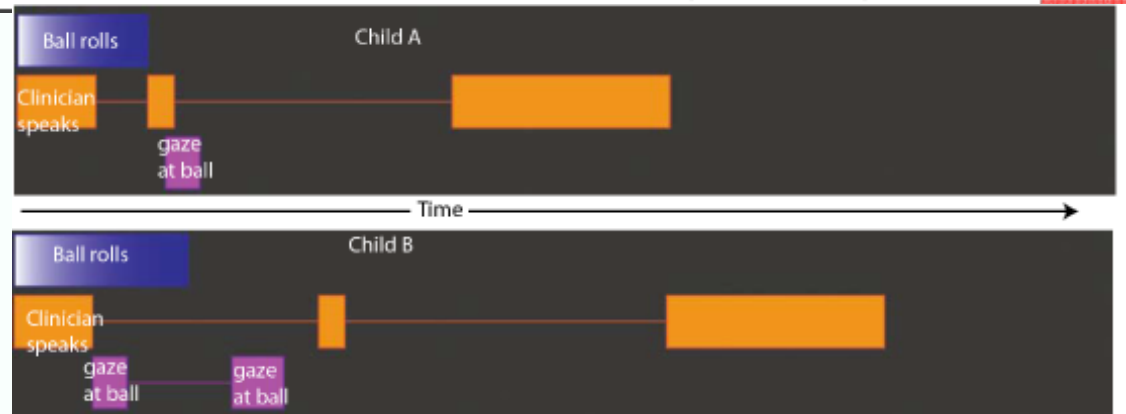 Ball rolls
Child A
Clinician
speaks
gaze
at ball
Time
Ball rolls
Child B
Clinician
speaks
gaze
at ball
gaze
at ball